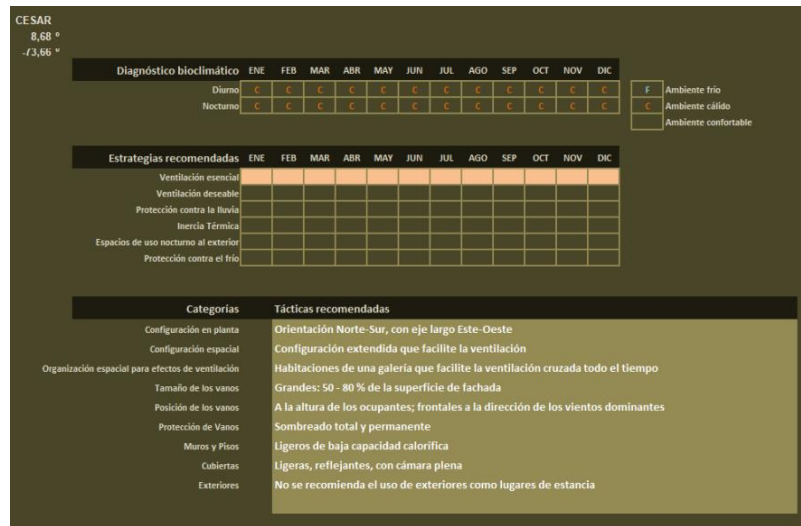 CESAR
8,68 °
-73,66 °
Diagnóstico bioclimático ENE FEB MAR ABR MAY JUN JUL AGO SEP OCT NOV DIC
Diurno C C C C C C C C C C C C F Ambiente frío
Nocturno C C C C C C C C C C C C C Ambiente cálido
Ambiente confortable
Estrategias recomendadas ENE FEB MAR ABR MAY JUN JUL AGO SEP OCT NOV DIC
Ventilación esencial
Ventilación deseable
Protección contra la lluvia
Inercia Térmica
Espacios de uso nocturno al exterior
Protección contra el frío
Categorías Tácticas recomendadas
Configuración en planta Orientación Norte-Sur, con eje largo Este-Oeste
Configuración espacial Configuración extendida que facilite la ventilación
Organización espacial para efectos de ventilación Habitaciones de una galería que facilite la ventilación cruzada todo el tiempo
Tamaño de los vanos Grandes: 50 - 80 % de la superficie de fachada
Posición de los vanos A la altura de los ocupantes; frontales a la dirección de los vientos dominantes
Protección de Vanos Sombreado total y permanente
Muros y Pisos Ligeros de baja capacidad calorífica
Cubiertas Ligeras, reflejantes, con cámara plena
Exteriores No se recomienda el uso de exteriores como lugares de estancia